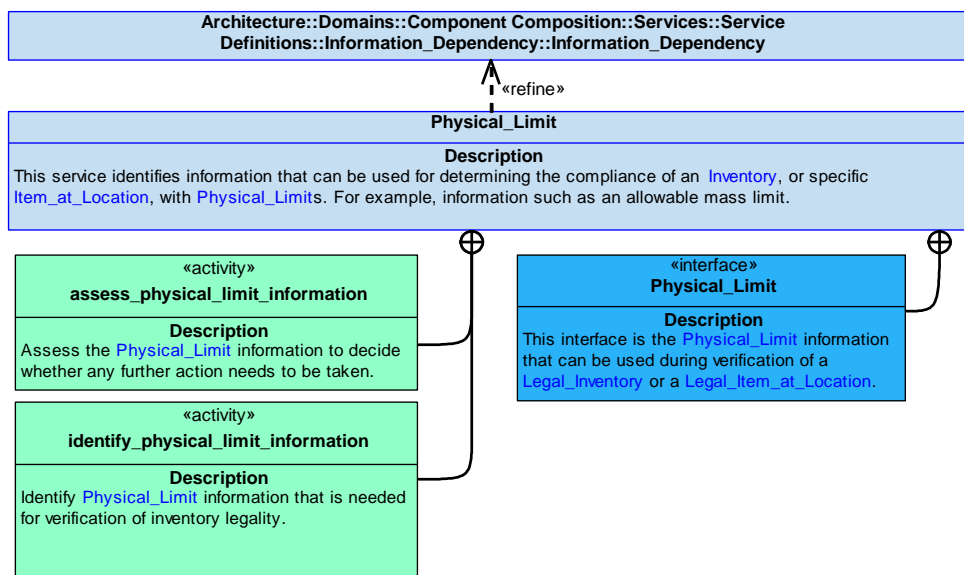 Architecture::Domains::Component Composition::Services::Service
Definitions::Information_Dependency::Information_Dependency
«refine»
Physical_Limit
Description
This service identifies information that can be used for determining the compliance of an Inventory, or specific
Item_at_Location, with Physical_Limits. For example, information such as an allowable mass limit.
«activity»
assess_physical_limit_information
Description
Assess the Physical_Limit information to decide
whether any further action needs to be taken.
«interface»
Physical_Limit
Description
This interface is the Physical_Limit information
that can be used during verification of a
Legal_Inventory or a Legal_Item_at_Location.
«activity»
identify_physical_limit_information
Description
Identify Physical_Limit information that is needed
for verification of inventory legality.